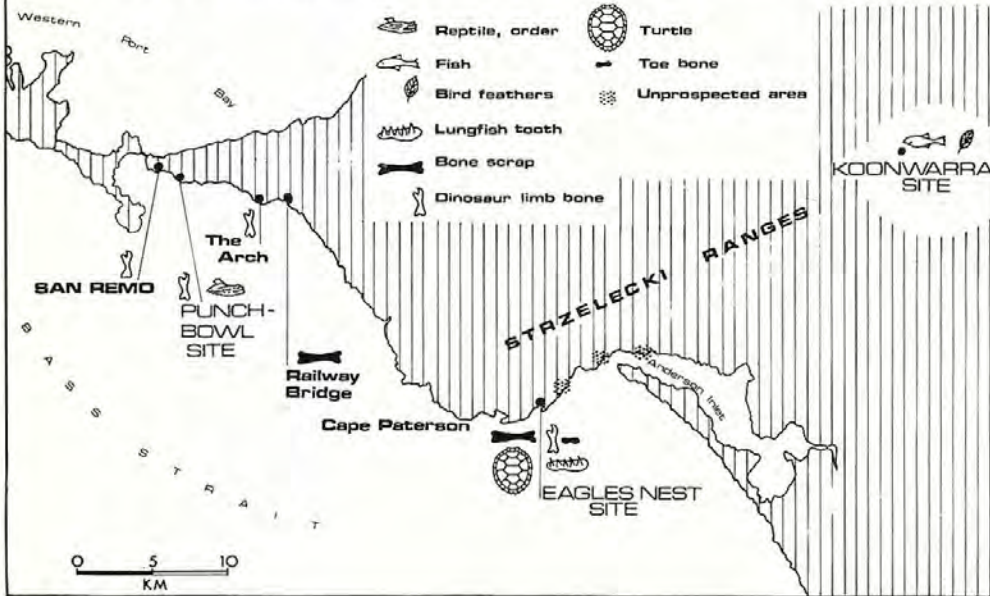 Western Port Bay
Reptile, order
Fish
Bird feathers
Lungfish tooth
Bone scrap
Dinosaur limb bone
Turtle
Toe bone
Unprospected area
KOONWARRA
SITE
STRZELECKI RANGES
The
Arch
SAN REMO
PUNCH-
BOWL
SITE
Railway
Bridge
Cape Paterson
Anderson Inlet
EAGLES NEST
SITE
BASS STRAIT
0 5 10
KM